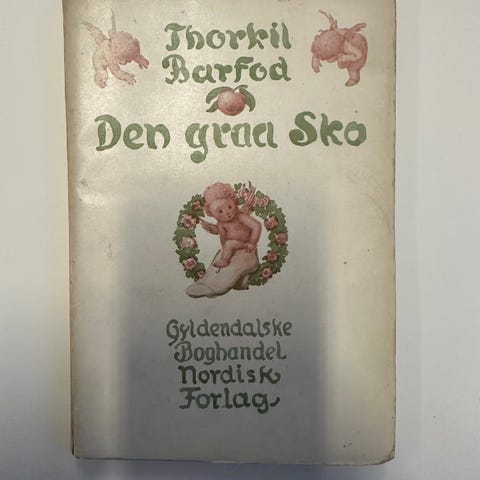 Thorkil
Barfod
Den graa Sko
Gyldendalske
Boghandel
Nordisk
Forlag